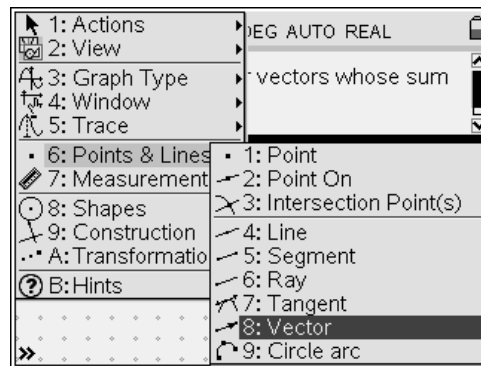 1: Actions
2: View
3: Graph Type
4: Window
5: Trace
6: Points & Lines
7: Measurement
8: Shapes
9: Construction
A: Transformatio
B: Hints
DEG AUTO REAL
vectors whose sum
1: Point
2: Point On
3: Intersection Point(s)
4: Line
5: Segment
6: Ray
7: Tangent
8: Vector
9: Circle arc